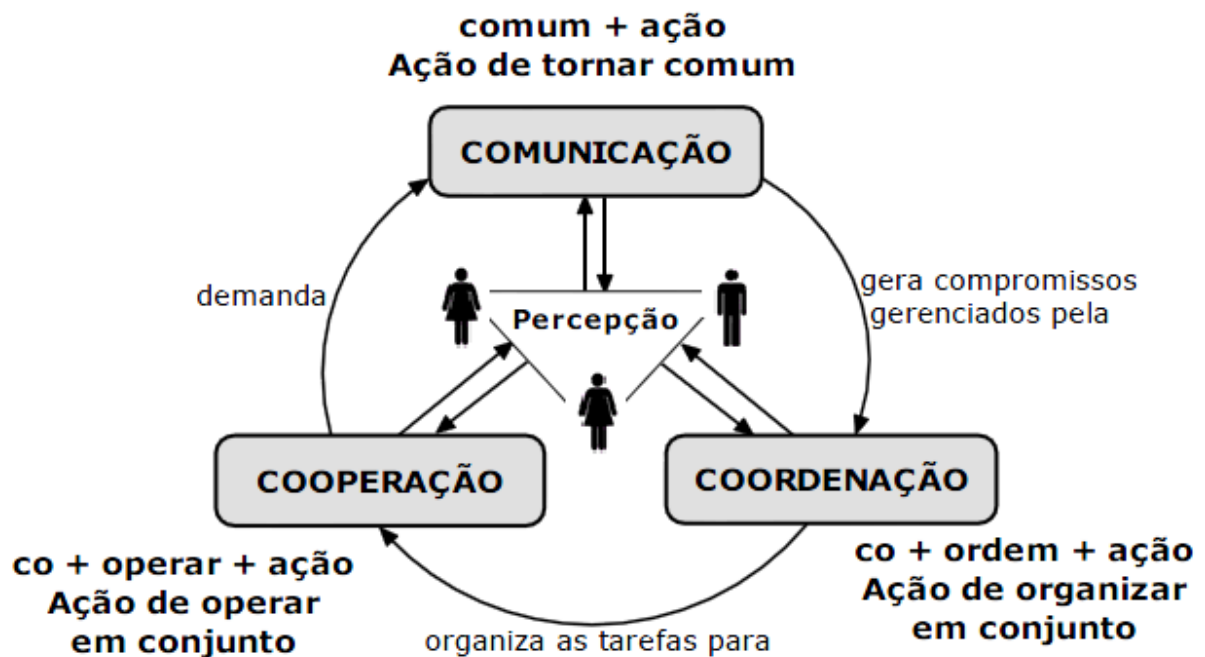 comum + ação
Ação de tornar comum
COMUNICAÇÃO
demanda
gera compromissos
gerenciados pela
Percepção
COOPERAÇÃO
COORDENAÇÃO
co + operar + ação
Ação de operar
em conjunto
co + ordem + ação
Ação de organizar
em conjunto
organiza as tarefas para